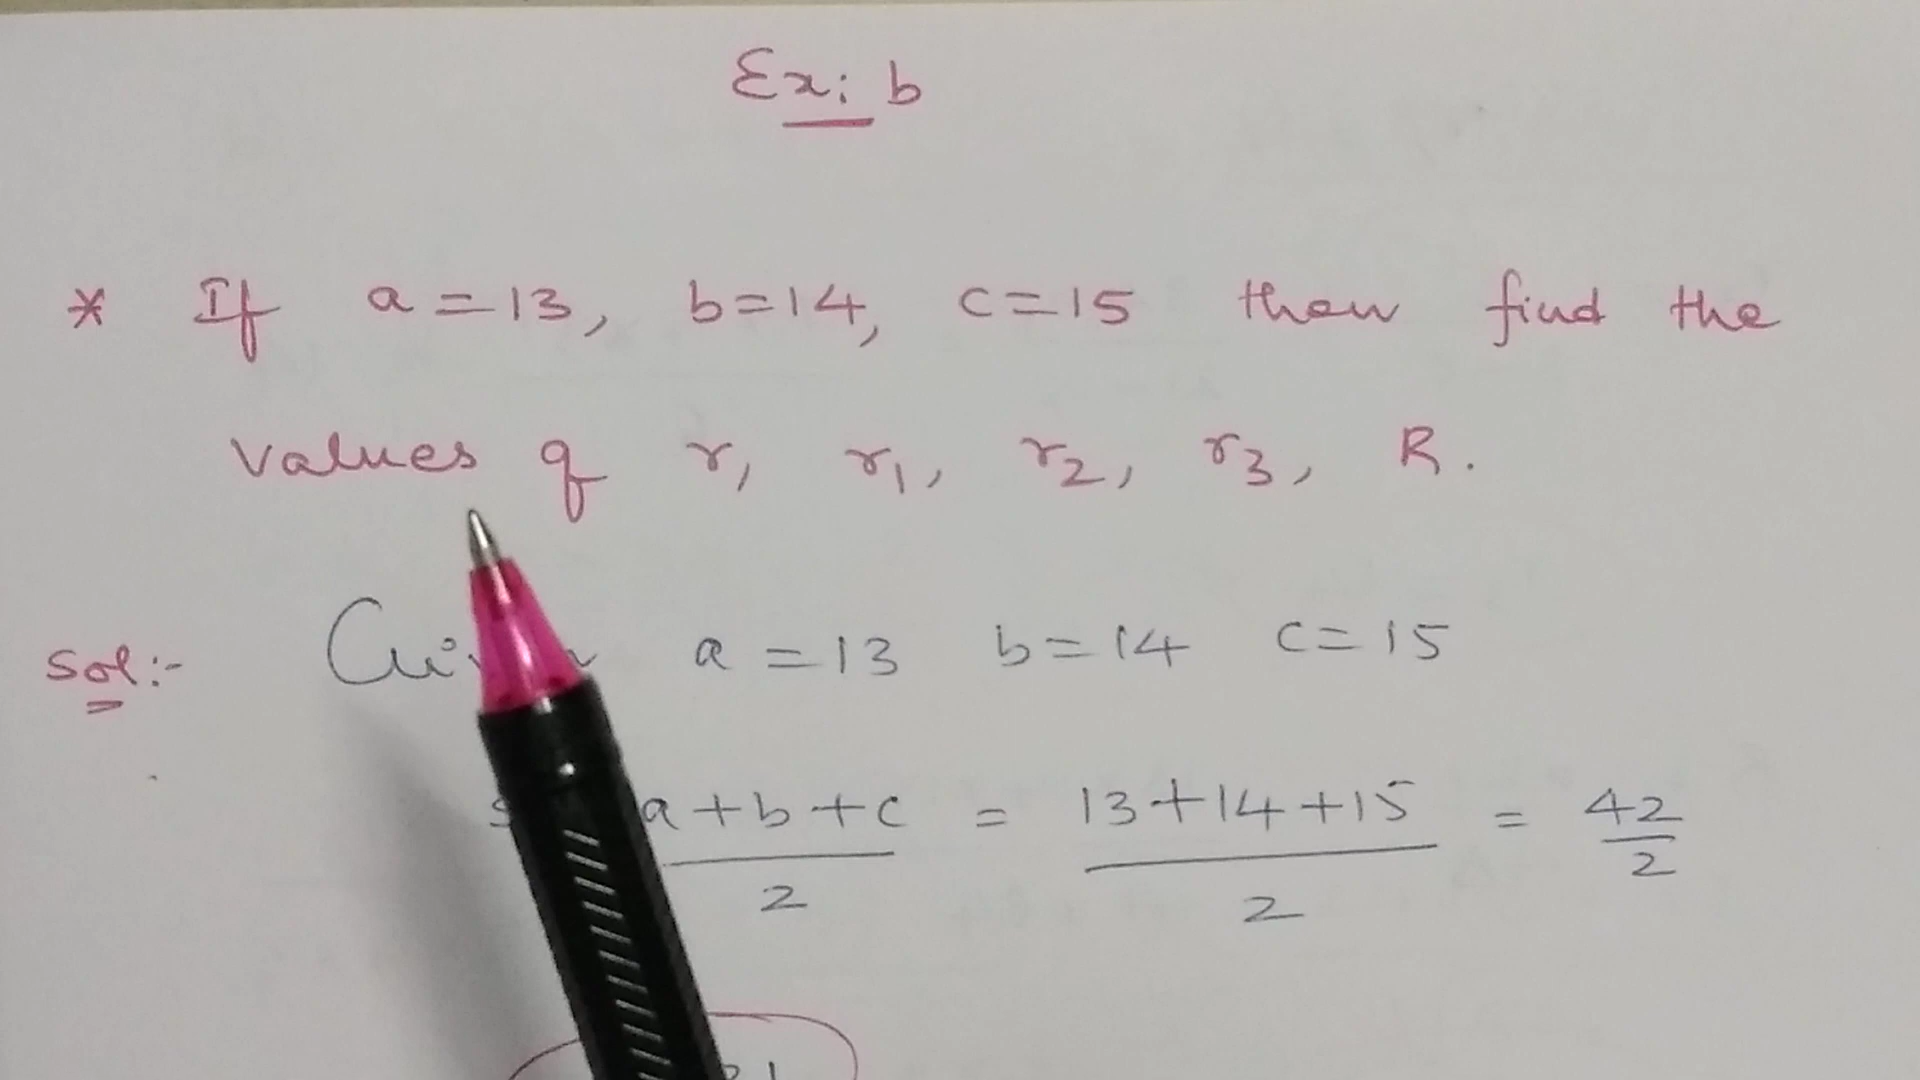 Ex: b
* If a=13, b=14, c=15 then find the
values of r, r1, r2, r3, R.
Sol:- a=13 b=14 c=15
a+b+c/2 = 13+14+15/2 = 42/2